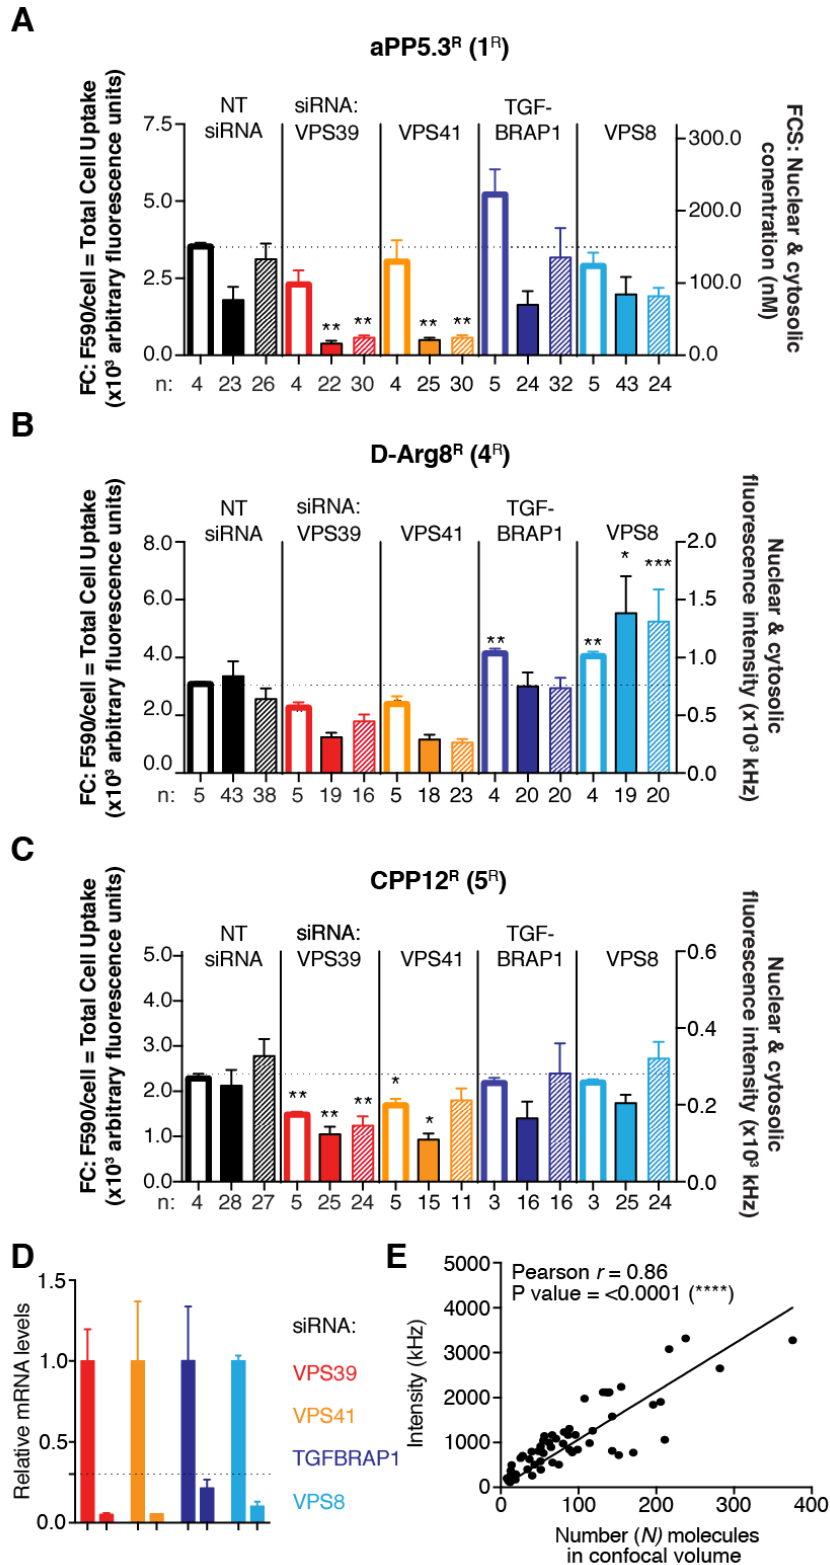 A
aPP5.3ᴿ (1ᴿ)
FC: F590/cell = Total Cell Uptake
(x10³ arbitrary fluorescence units)
NT
siRNA
siRNA:
VPS39
VPS41
TGF-
BRAP1
VPS8
7.5
5.0
2.5
0.0
300.0
200.0
100.0
0.0
FCS: Nuclear & cytosolic
conentration (nM)
** ** ** **
n: 4 23 26 4 22 30 4 25 30 5 24 32 5 43 24
B
D-Arg8ᴿ (4ᴿ)
FC: F590/cell = Total Cell Uptake
(x10³ arbitrary fluorescence units)
NT
siRNA
siRNA:
VPS39
VPS41
TGF-
BRAP1
VPS8
8.0
6.0
4.0
2.0
0.0
2.0
1.5
1.0
0.5
0.0
Nuclear & cytosolic
fluorescence intensity (x10³ kHz)
** ** * ***
n: 5 43 38 5 19 16 5 18 23 4 20 20 4 19 20
C
CPP12ᴿ (5ᴿ)
FC: F590/cell = Total Cell Uptake
(x10³ arbitrary fluorescence units)
NT
siRNA
siRNA:
VPS39
VPS41
TGF-
BRAP1
VPS8
5.0
4.0
3.0
2.0
1.0
0.0
0.6
0.4
0.2
0.0
Nuclear & cytosolic
fluorescence intensity (x10³ kHz)
** ** ** * *
n: 4 28 27 5 25 24 5 15 11 3 16 16 3 25 24
D
Relative mRNA levels
1.5
1.0
0.5
0.0
siRNA:
VPS39
VPS41
TGFBRAP1
VPS8
E
Intensity (kHz)
5000
4000
3000
2000
1000
0
Pearson r = 0.86
P value = <0.0001 (****)
0 100 200 300 400
Number (N) molecules
in confocal volume